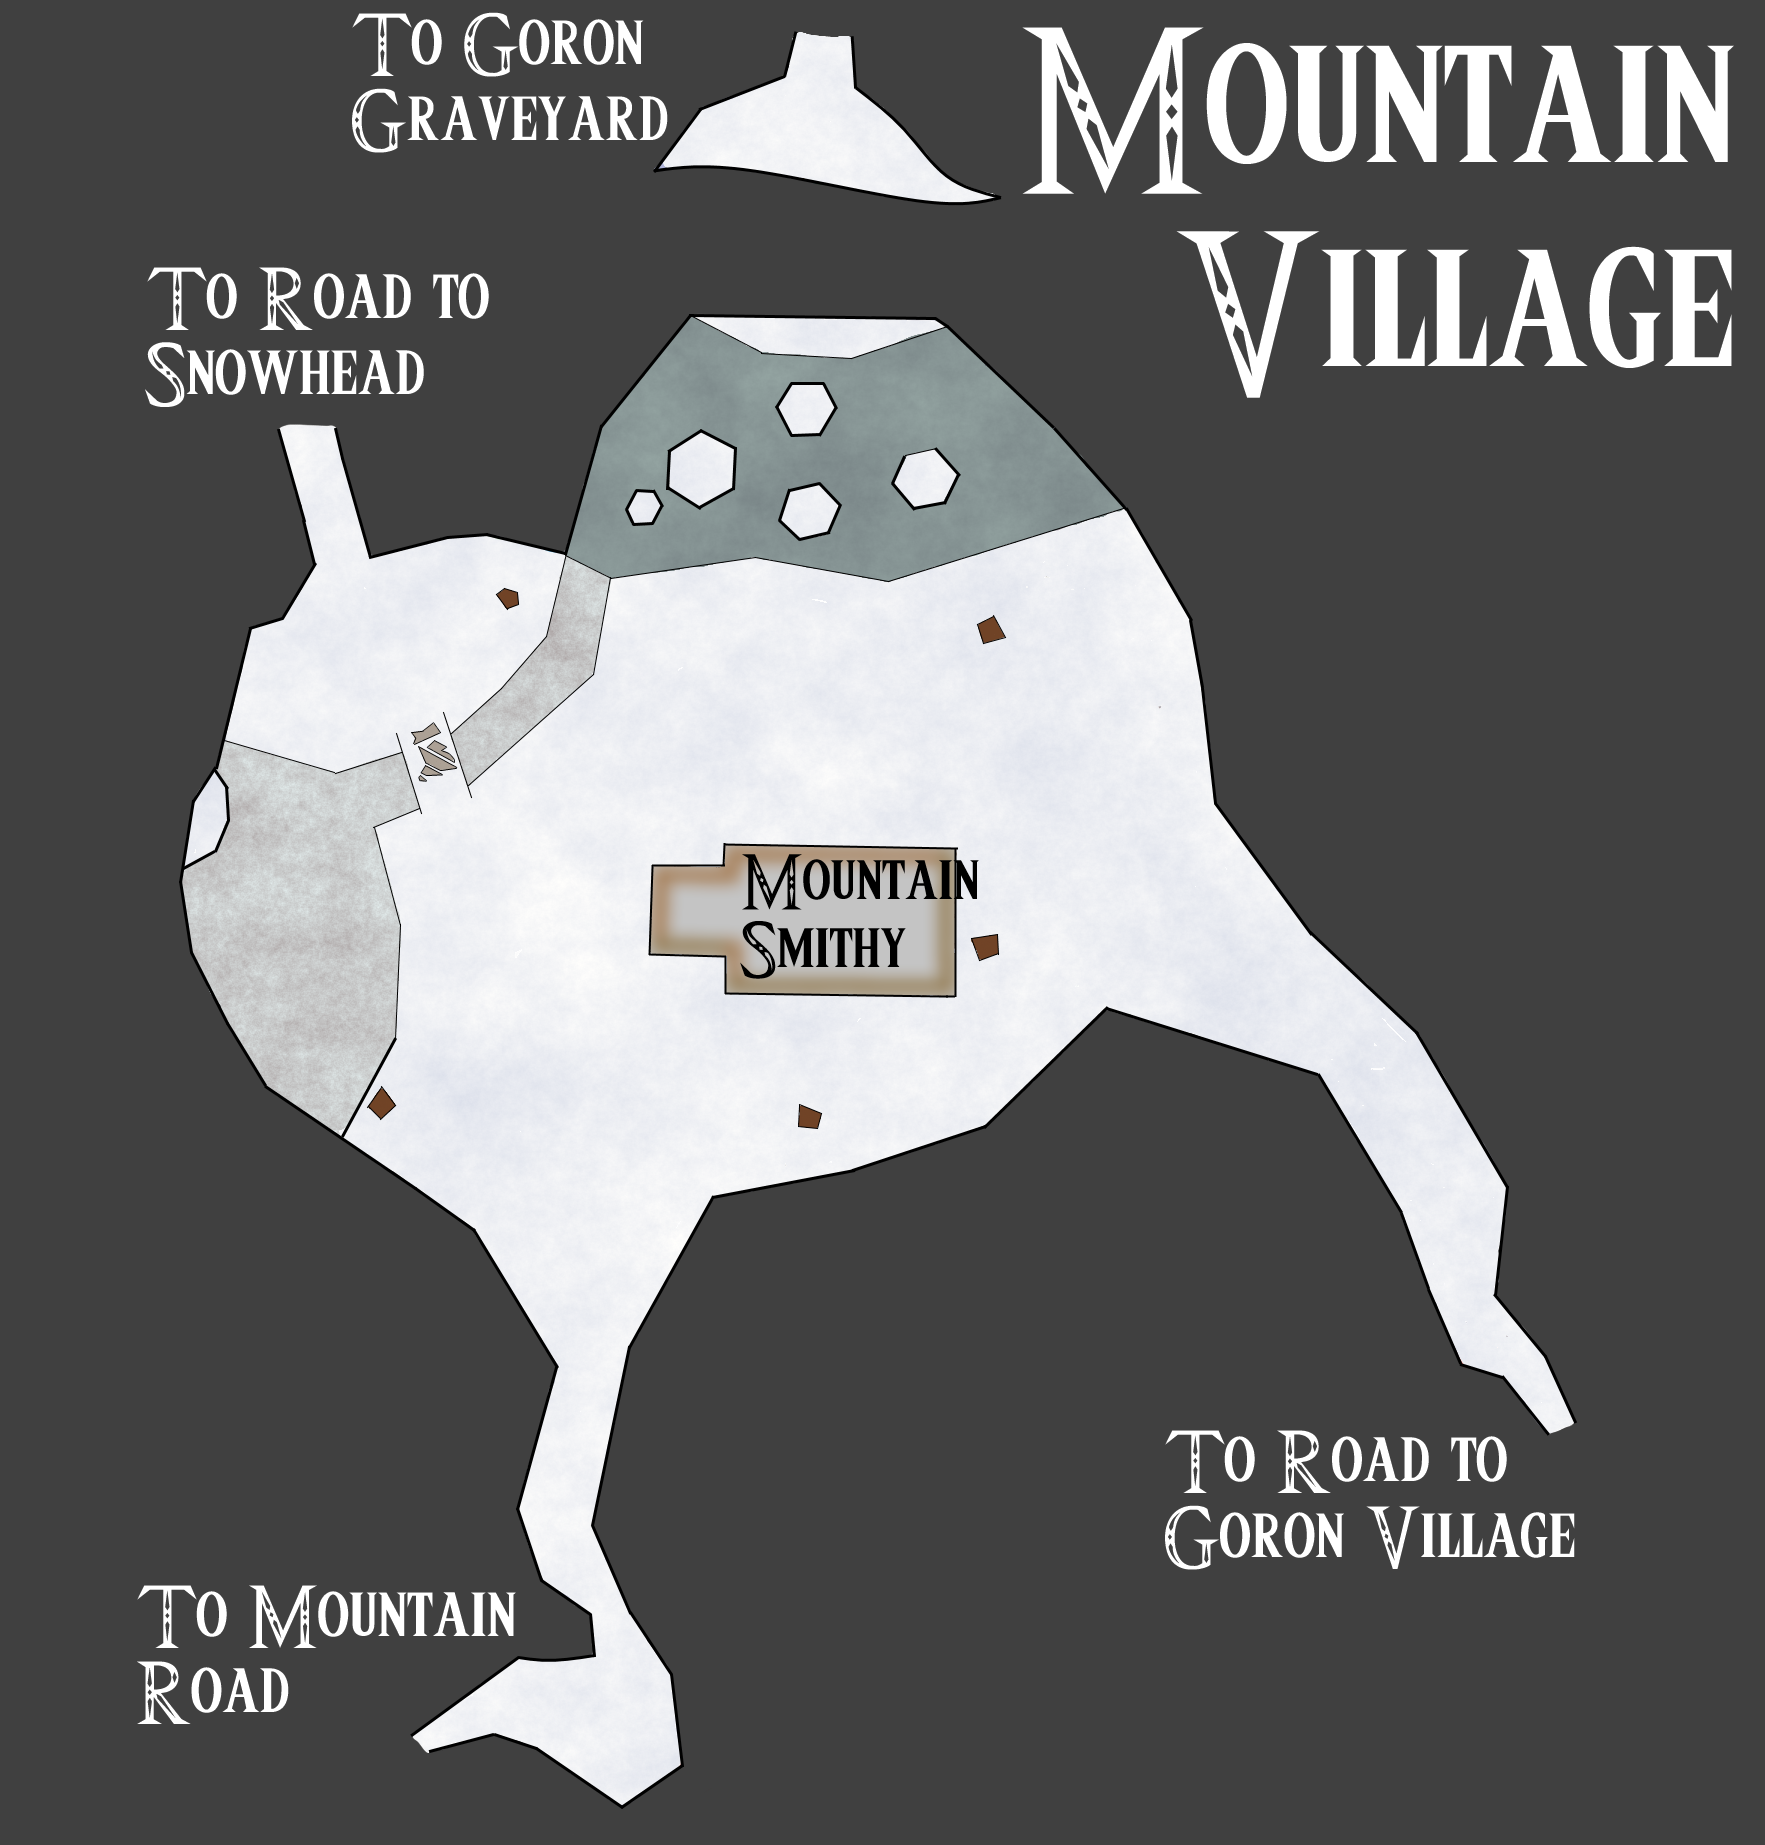 To Goron
Graveyard
Mountain
Village
To Road to
Snowhead
Mountain
Smithy
To Road to
Goron Village
To Mountain
Road